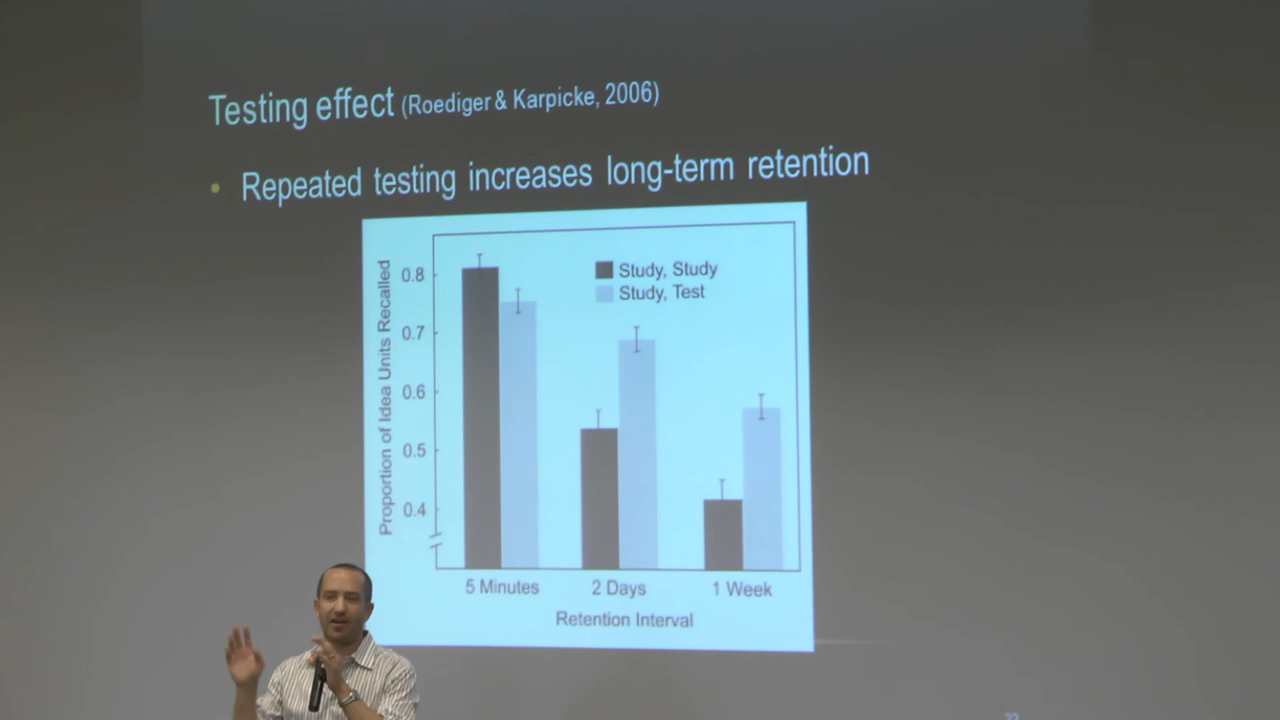 Testing effect (Roediger & Karpicke, 2006)
• Repeated testing increases long-term retention
Study, Study
Study, Test
Proportion of Idea Units Recalled
0.8
0.7
0.6
0.5
0.4
5 Minutes 2 Days 1 Week
Retention Interval
23